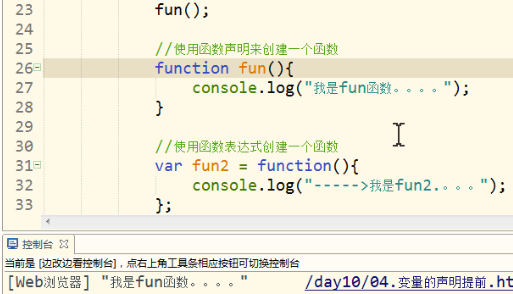 23 fun();
24
25 //使用函数声明来创建一个函数
26 function fun(){
27 console.log("我是fun函数。。。。");
28 }
29
30 //使用函数表达式创建一个函数
31 var fun2 = function(){
32 console.log("----->我是fun2.。。。");
33 };
控制台
当前是 [边改边看控制台]，点右上角工具条相应按钮可切换控制台
[Web浏览器] "我是fun函数。。。。" /day10/04.变量的声明提前.ht